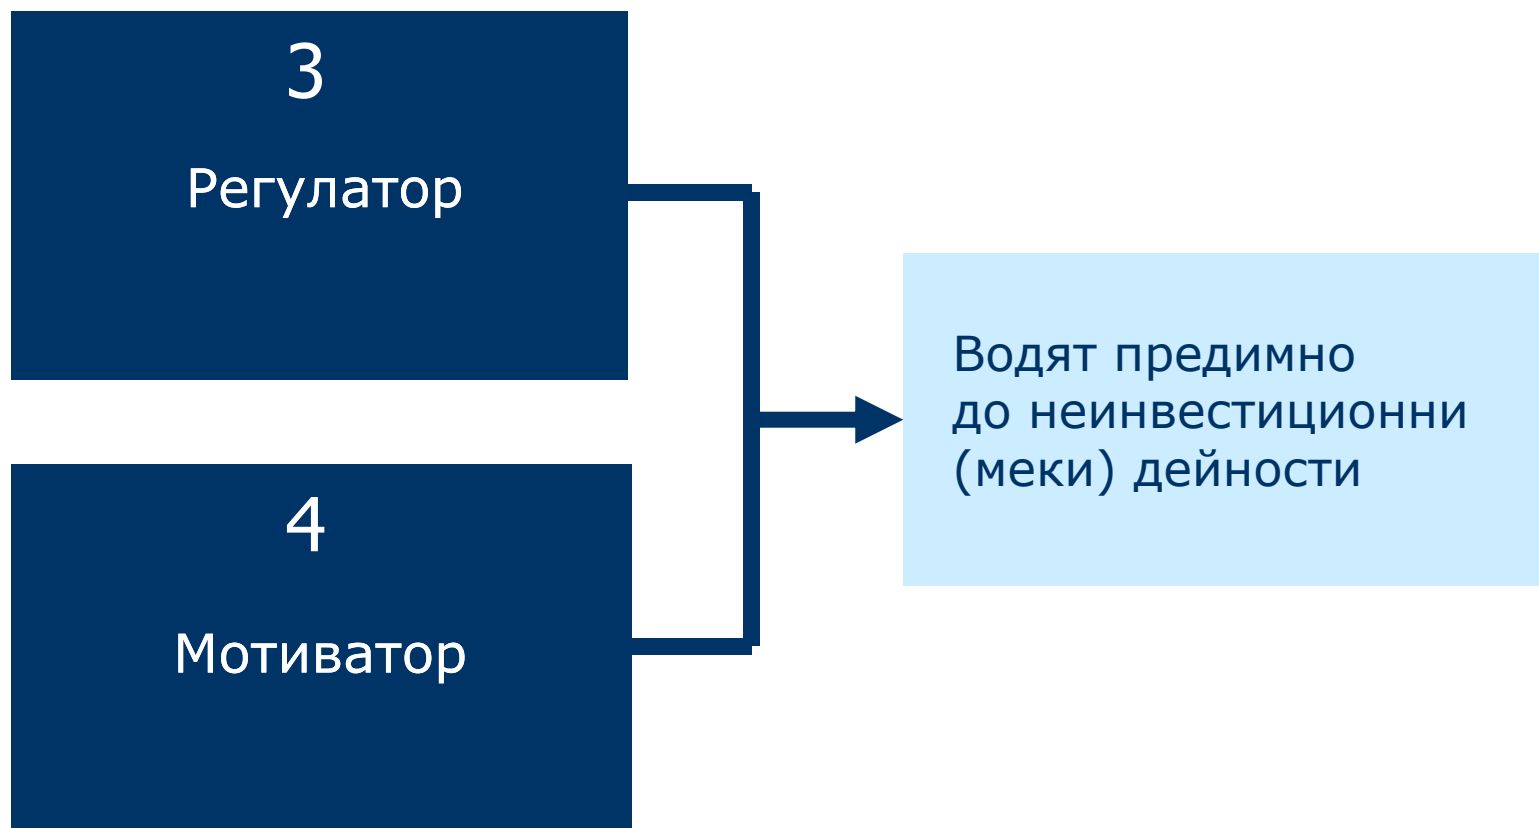 3
Регулатор
4
Мотиватор
Водят предимно
до неинвестиционни
(меки) дейности